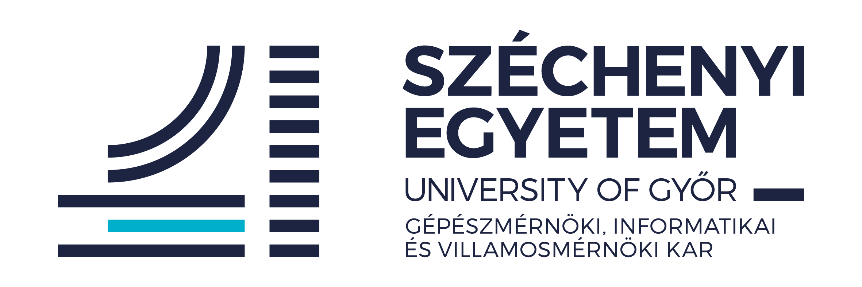 SZÉCHENYI
EGYETEM
UNIVERSITY OF GYŐR
GÉPÉSZMÉRNÖKI, INFORMATIKAI
ÉS VILLAMOSMÉRNÖKI KAR